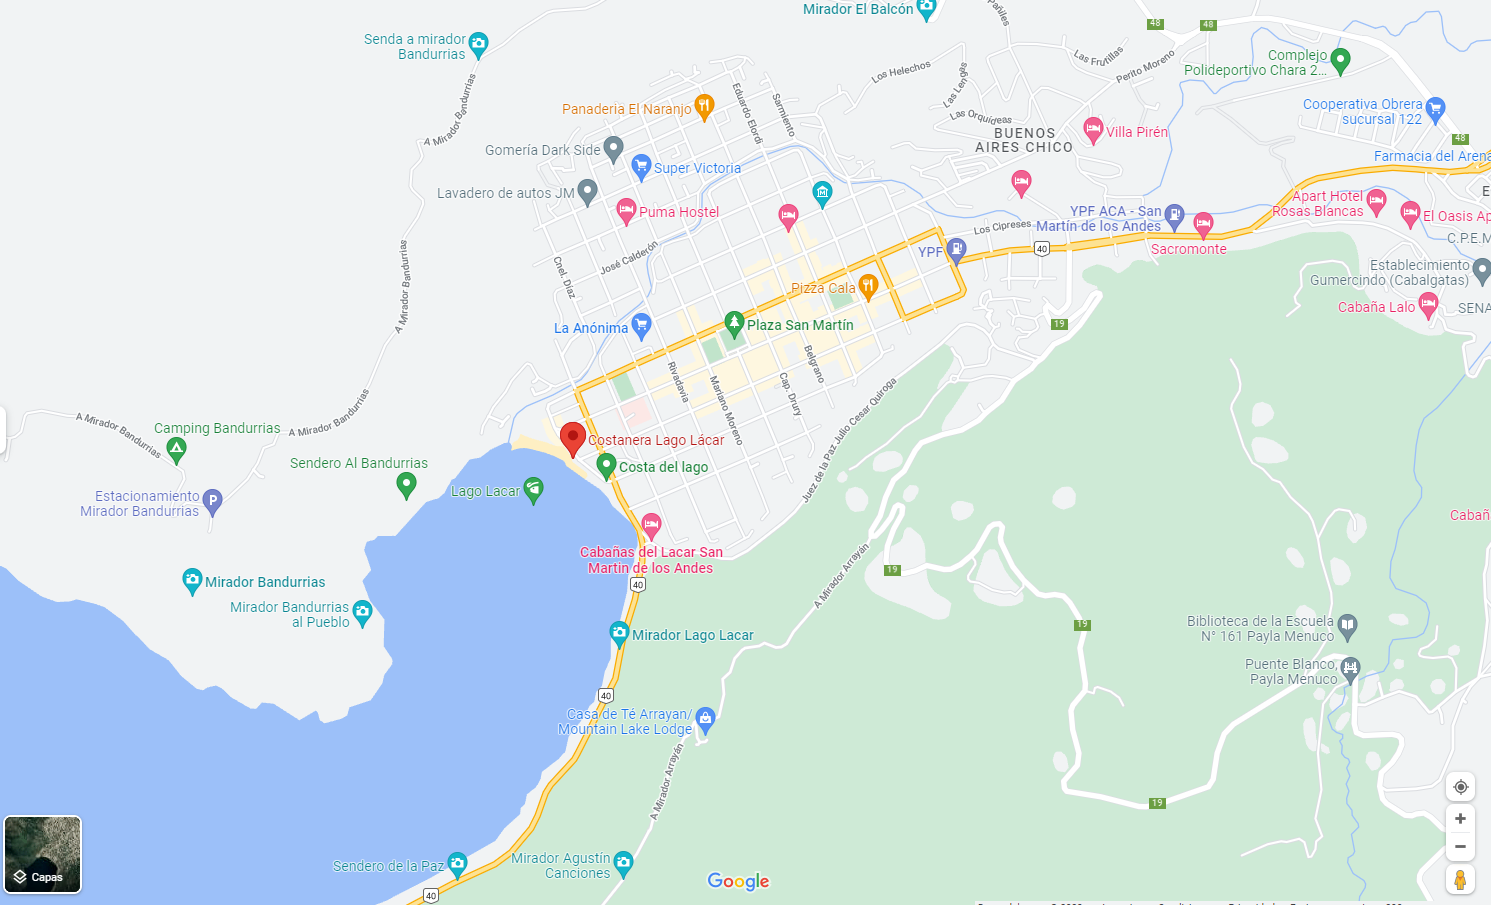 Mirador El Balcón
48
48
Senda a mirador
Bandurrias
Los Helechos
Las Lengas
Las Frutillas
Perito Moreno
Complejo
Polideportivo Chara 2...
Panaderia El Naranjo
Eduardo Elordi
Sarmiento
Cooperativa Obrera
sucursal 122
Las Orquídeas
BUENOS
AIRES CHICO
Villa Pirén
48
A Mirador Bandurrias
Gomería Dark Side
Super Victoria
Farmacia del Arena
Lavadero de autos JM
Puma Hostel
YPF ACA - San
Martín de los Andes
Apart Hotel
Rosas Blancas
El Oasis Ap
Los Cipreses
Sacromonte
C.P.E.M
José Calderón
YPF
40
A Mirador Bandurrias
Cnel. Díaz
Establecimiento
Gumercindo (Cabalgatas)
Pizza Cala
Cabaña Lalo
SENA
La Anónima
Plaza San Martín
19
Rivadavia
Mariano Moreno
Cap. Drury
Belgrano
Juez de la Paz Julio Cesar Quiroga
A Mirador Bandurrias
A Mirador Bandurrias
Camping Bandurrias
Costanera Lago Lácar
Sendero Al Bandurrias
Costa del lago
Lago Lacar
Estacionamiento
Mirador Bandurrias
Cabañ
Cabañas del Lacar San
Martin de los Andes
19
A Mirador Arrayán
Mirador Bandurrias
40
Mirador Bandurrias
al Pueblo
Mirador Lago Lacar
19
Biblioteca de la Escuela
N° 161 Payla Menuco
Puente Blanco,
Payla Menuco
40
Casa de Té Arrayan/
Mountain Lake Lodge
A Mirador Arrayán
19
Capas
Sendero de la Paz
Mirador Agustín
Canciones
40
Google